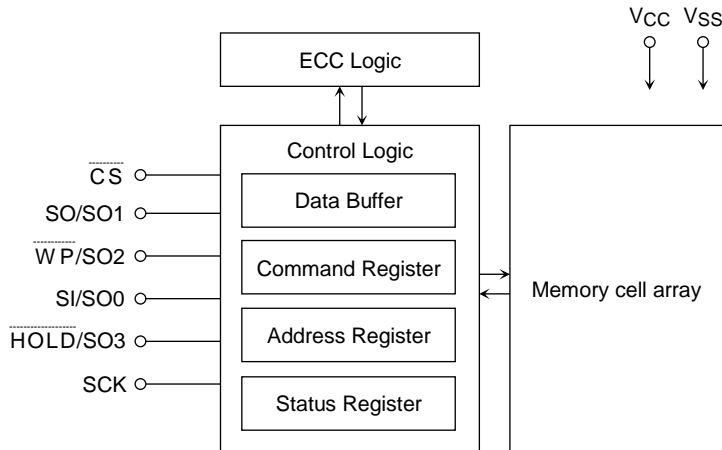 VCC VSS
ECC Logic
Control Logic
CS
Data Buffer
SO/SO1
WP/SO2
Command Register
SI/SO0
Memory cell array
HOLD/SO3
Address Register
SCK
Status Register